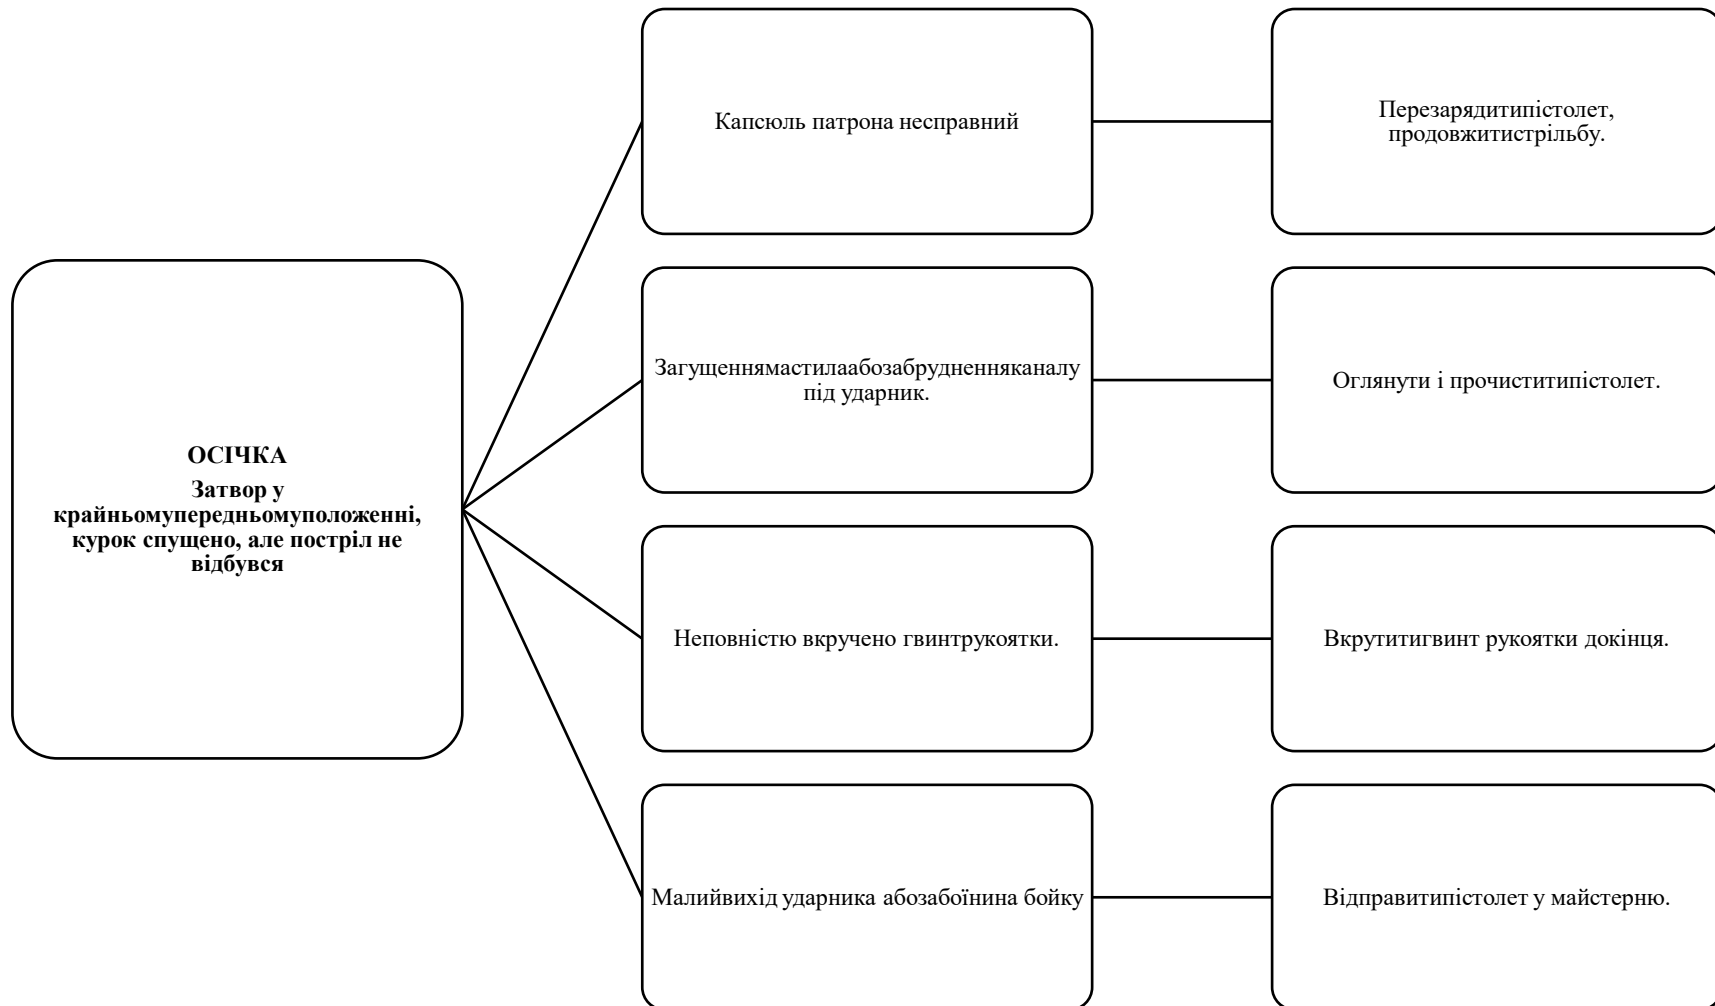 ОСІЧКА
Затвор у
крайньомупередньомуположенні,
курок спущено, але постріл не
відбувся
Капсюль патрона несправний
Перезарядитипістолет,
продовжитистрільбу.
Загущеннямастилаабозабрудненняканалу
під ударник.
Оглянути і прочиститипістолет.
Неповністю вкручено гвинтрукоятки.
Вкрутитигвинт рукоятки докінця.
Малийвихід ударника абозабоїнина бойку
Відправитипістолет у майстерню.